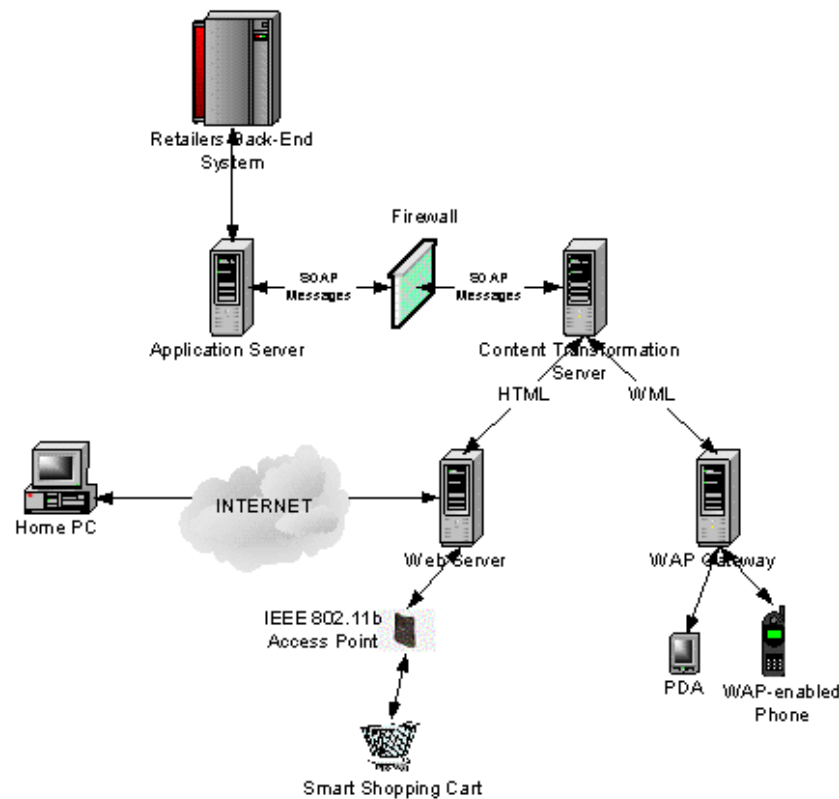 Retailers Back-End
System
Firewall
SOAP
Messages
SOAP
Messages
Application Server
Content Transformation
Server
HTML
WML
INTERNET
Home PC
Web Server
WAP Gateway
IEEE 802.11b
Access Point
PDA
WAP-enabled
Phone
Smart Shopping Cart